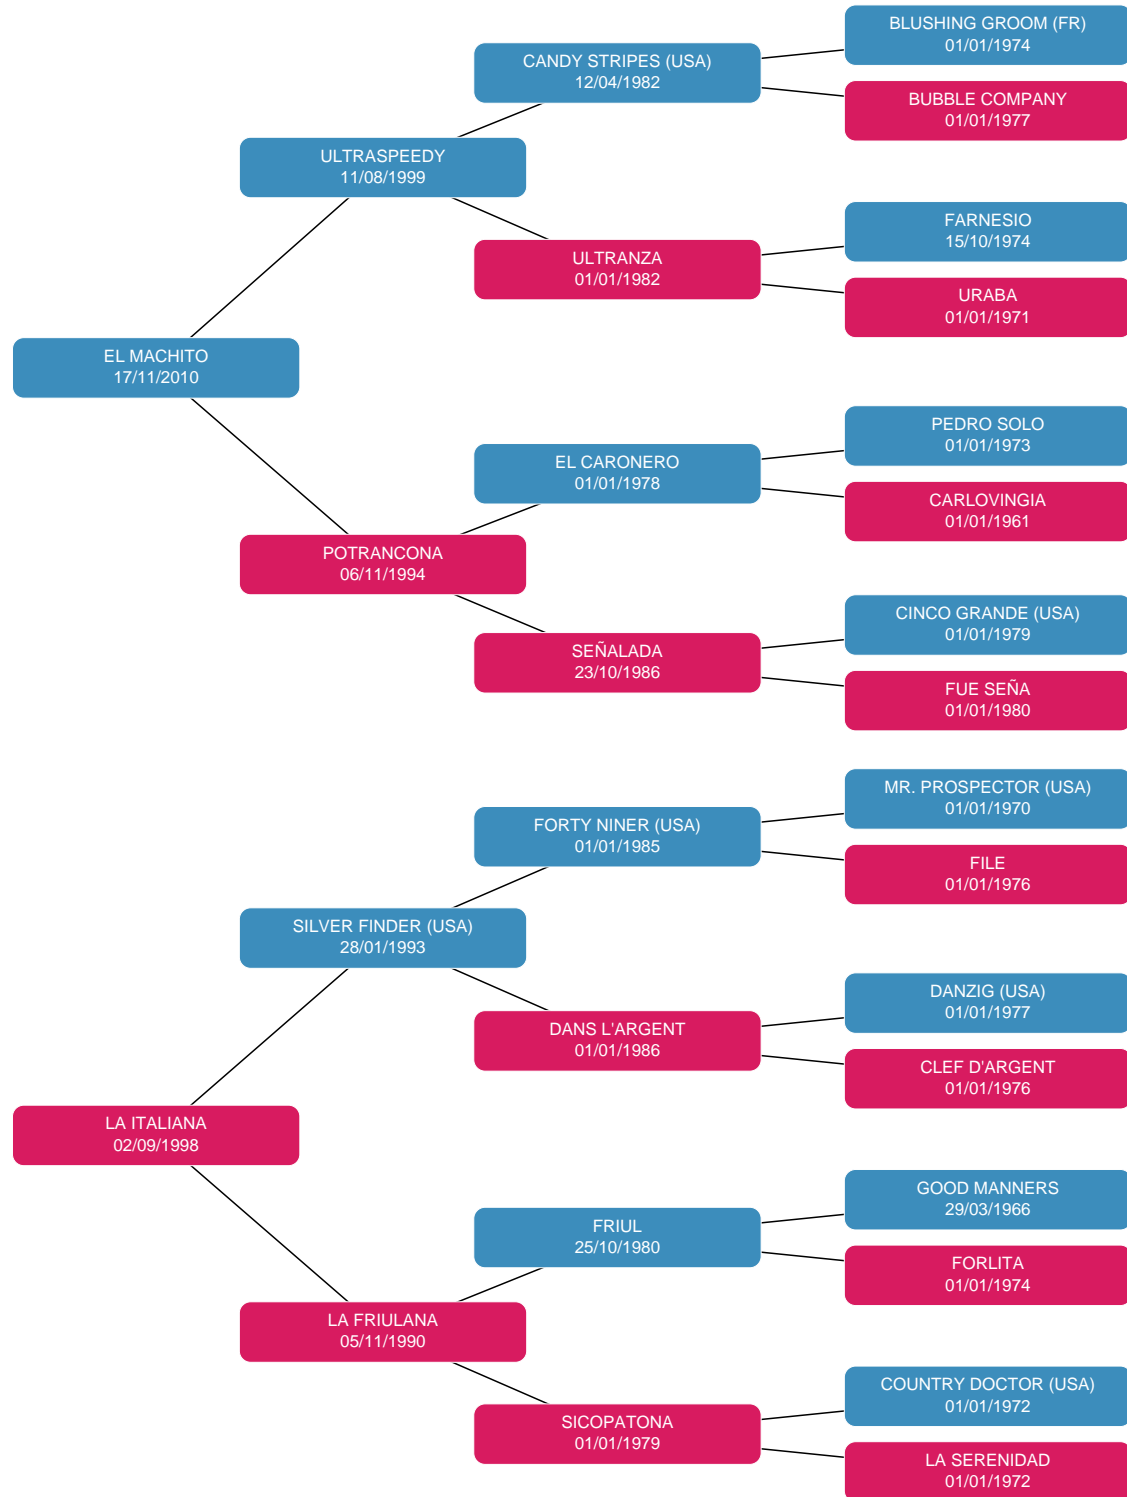 BLUSHING GROOM (FR)
01/01/1974
CANDY STRIPES (USA)
12/04/1982
BUBBLE COMPANY
01/01/1977
ULTRASPEEDY
11/08/1999
FARNESIO
15/10/1974
ULTRANZA
01/01/1982
URABA
01/01/1971
EL MACHITO
17/11/2010
PEDRO SOLO
01/01/1973
EL CARONERO
01/01/1978
CARLOVINGIA
01/01/1961
POTRANCONA
06/11/1994
CINCO GRANDE (USA)
01/01/1979
SEÑALADA
23/10/1986
FUE SEÑA
01/01/1980
MR. PROSPECTOR (USA)
01/01/1970
FORTY NINER (USA)
01/01/1985
FILE
01/01/1976
SILVER FINDER (USA)
28/01/1993
DANZIG (USA)
01/01/1977
DANS L'ARGENT
01/01/1986
CLEF D'ARGENT
01/01/1976
LA ITALIANA
02/09/1998
GOOD MANNERS
29/03/1966
FRIUL
25/10/1980
FORLITA
01/01/1974
LA FRIULANA
05/11/1990
COUNTRY DOCTOR (USA)
01/01/1972
SICOPATONA
01/01/1979
LA SERENIDAD
01/01/1972